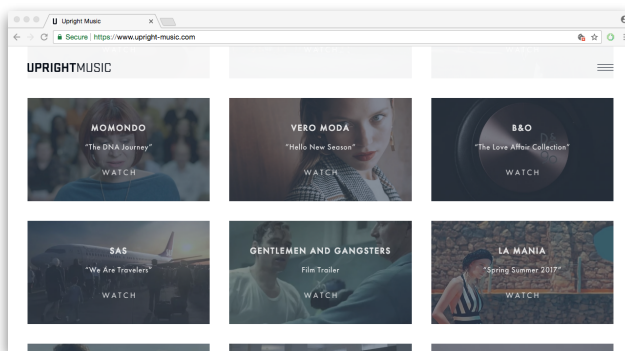 Upright Music
Secure https://www.upright-music.com
UPRIGHTMUSIC
MOMONDO
"The DNA Journey"
WATCH
VERO MODA
"Hello New Season"
WATCH
B&O
"The Love Affair Collection"
WATCH
SAS
"We Are Travelers"
WATCH
GENTLEMEN AND GANGSTERS
Film Trailer
WATCH
LA MANIA
"Spring Summer 2017"
WATCH